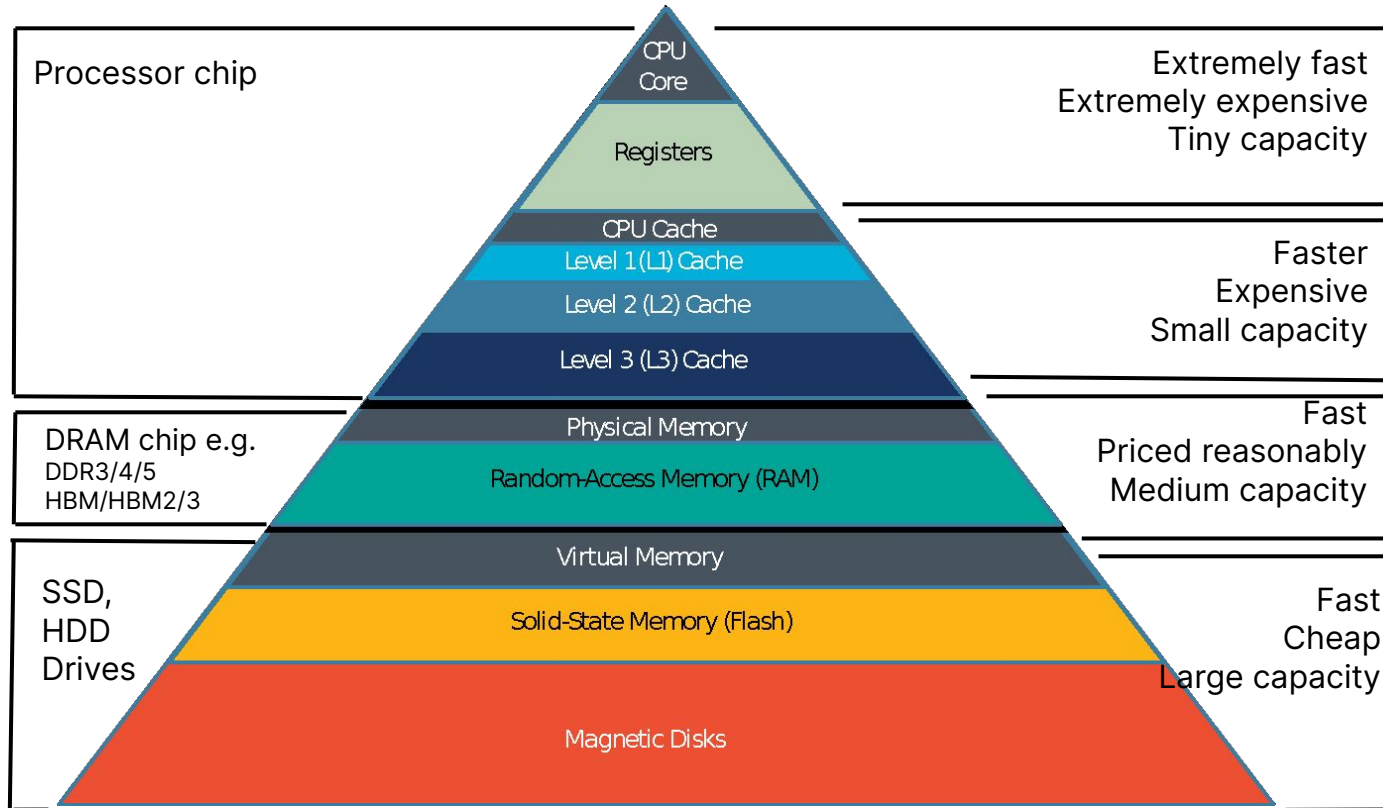 Processor chip
CPU
Core
Registers
CPU Cache
Level 1 (L1) Cache
Level 2 (L2) Cache
Level 3 (L3) Cache
Extremely fast
Extremely expensive
Tiny capacity
Faster
Expensive
Small capacity
DRAM chip e.g.
DDR3/4/5
HBM/HBM2/3
Physical Memory
Random-Access Memory (RAM)
Fast
Priced reasonably
Medium capacity
SSD,
HDD
Drives
Virtual Memory
Solid-State Memory (Flash)
Magnetic Disks
Fast
Cheap
Large capacity